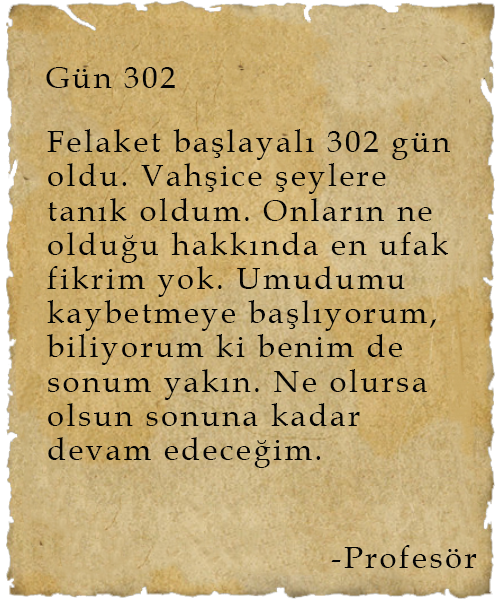 Gün 302
Felaket başlayalı 302 gün
oldu. Vahşice şeylere
tanık oldum. Onların ne
olduğu hakkında en ufak
fikrim yok. Umudumu
kaybetmeye başlıyorum,
biliyorum ki benim de
sonum yakın. Ne olursa
olsun sonuna kadar
devam edeceğim.
-Profesör